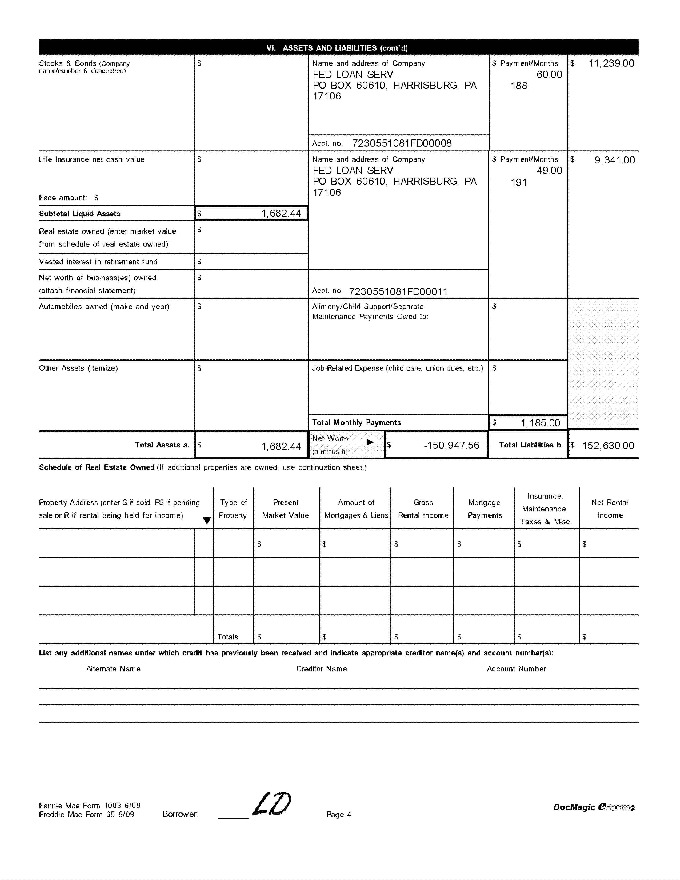 VI. ASSETS AND LIABILITIES (cont'd)
Stocks & Bonds (Company
name/number & description)
$
Name and address of Company
FED LOAN SERV
PO BOX 60610, HARRISBURG, PA
17106
$ Payment/Months
60.00
188
$ 11,239.00
Acct. no. 7230551081FD00008
Life Insurance net cash value
$
Face amount: $
Name and address of Company
FED LOAN SERV
PO BOX 60610, HARRISBURG, PA
17106
$ Payment/Months
49.00
191
$ 9,341.00
Subtotal Liquid Assets
$ 1,682.44
Real estate owned (enter market value
from schedule of real estate owned)
$
Vested interest in retirement fund
$
Net worth of business(es) owned
(attach financial statement)
$
Acct. no. 7230551081FD00011
Automobiles owned (make and year)
$
Alimony/Child Support/Separate
Maintenance Payments Owed to:
$
Other Assets (itemize)
$
Job-Related Expense (child care, union dues, etc.)
$
Total Monthly Payments
$ 1,185.00
Total Assets a.
$ 1,682.44
Net Worth
(a minus b)
$ -150,947.56
Total Liabilities b.
$ 152,630.00
Schedule of Real Estate Owned (If additional properties are owned, use continuation sheet.)
Property Address (enter S if sold, PS if pending
sale or R if rental being held for income)
Type of
Property
Present
Market Value
Amount of
Mortgages & Liens
Gross
Rental Income
Mortgage
Payments
Insurance,
Maintenance,
Taxes & Misc.
Net Rental
Income
$ $ $ $ $ $
Totals $ $ $ $ $ $
List any additional names under which credit has previously been received and indicate appropriate creditor name(s) and account number(s):
Alternate Name Creditor Name Account Number
Fannie Mae Form 1003 6/09
Freddie Mac Form 65 6/09
Borrower LD
Page 4
DocMagic